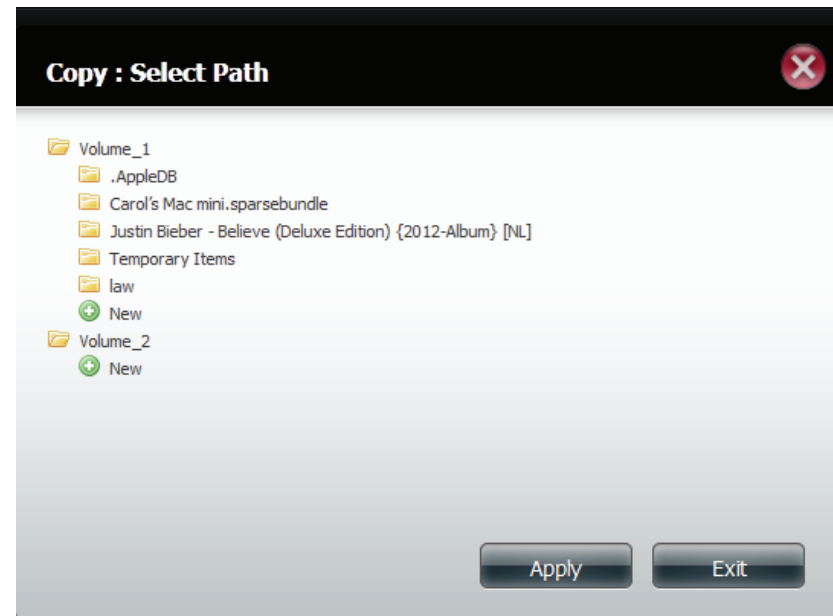 Copy : Select Path
Volume_1
.AppleDB
Carol's Mac mini.sparsebundle
Justin Bieber - Believe (Deluxe Edition) {2012-Album} [NL]
Temporary Items
law
New
Volume_2
New
Apply
Exit